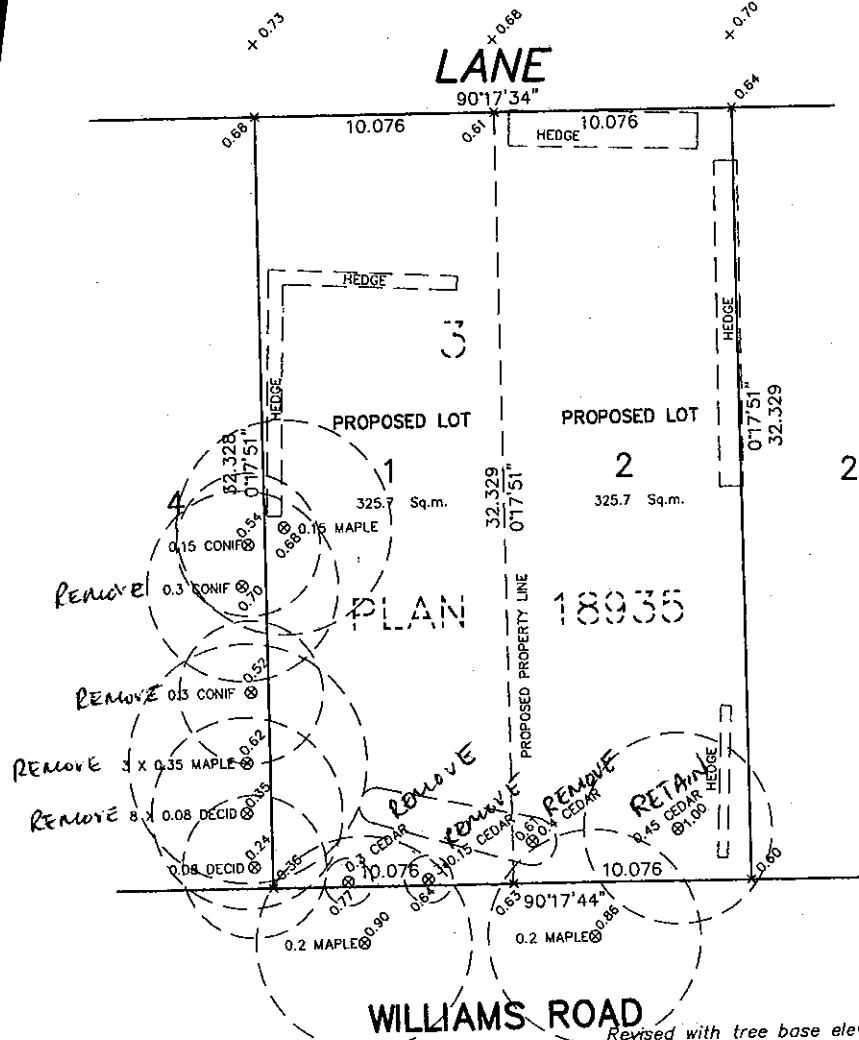 + 0.73
+ 0.68
+ 0.70
LANE
90°17'34"
0.68
10.076
0.61
10.076
0.64
HEDGE
HEDGE
HEDGE
HEDGE
3
PROPOSED LOT
PROPOSED LOT
32.328
0°17'51"
32.329
0°17'51"
0°17'51"
32.329
1
2
2
4
325.7 Sq.m.
325.7 Sq.m.
0.54
0.15 MAPLE
0.68
0.15 CONIF
REMOVE 0.3 CONIF
0.70
PLAN 18935
PROPOSED PROPERTY LINE
0.52
REMOVE 0.3 CONIF
0.62
REMOVE 3 X 0.35 MAPLE
REMOVE
REMOVE
REMOVE
RETAIN
HEDGE
0.35
REMOVE 8 X 0.08 DECID
0.61
0.4 CEDAR
0.45 CEDAR
1.00
0.15 CEDAR
0.3 CEDAR
0.24
0.08 DECID
0.36
10.076
10.076
0.60
0.77
0.64
0.63
90°17'44"
0.90
0.2 MAPLE
0.86
0.2 MAPLE
WILLIAMS ROAD
Revised with tree base elev